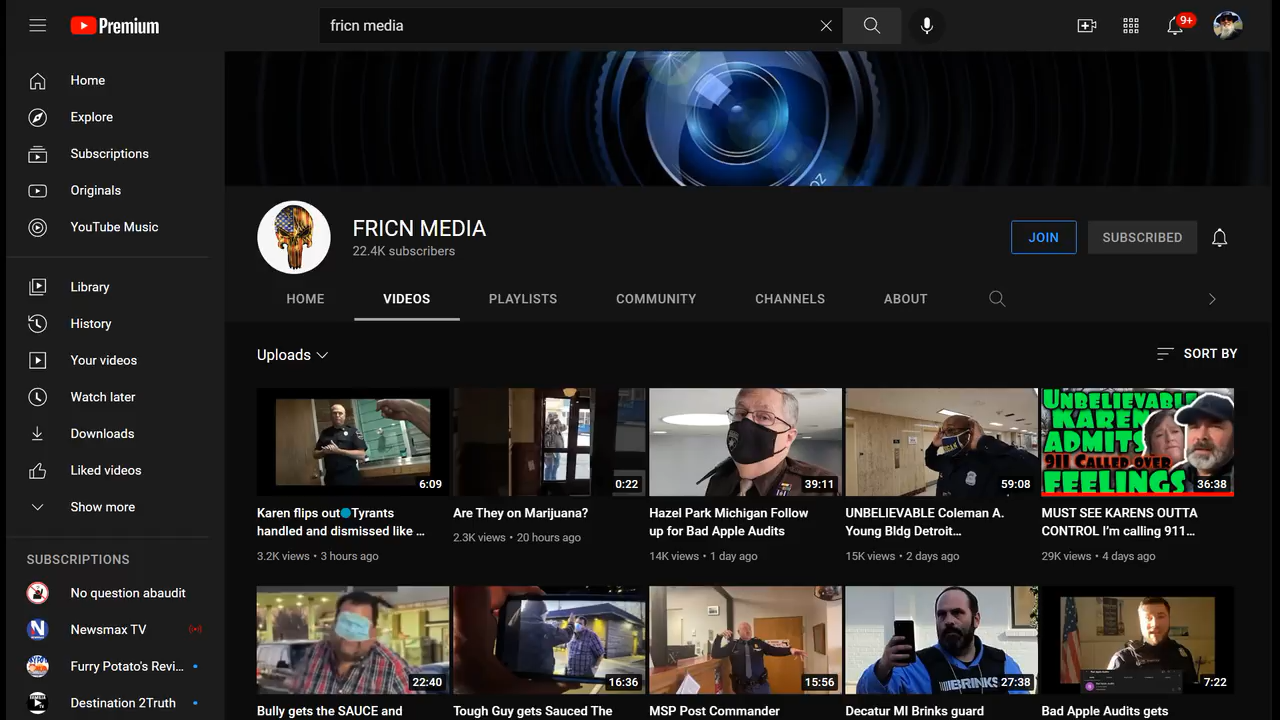 Premium
fricn media
9+
Home
Explore
Subscriptions
Originals
YouTube Music
Library
History
Your videos
Watch later
Downloads
Liked videos
Show more
SUBSCRIPTIONS
No question abaudit
Newsmax TV
Furry Potato's Revi...
Destination 2Truth
FRICN MEDIA
22.4K subscribers
JOIN
SUBSCRIBED
HOME
VIDEOS
PLAYLISTS
COMMUNITY
CHANNELS
ABOUT
Uploads
SORT BY
6:09
Karen flips out Tyrants
handled and dismissed like ...
3.2K views • 3 hours ago
0:22
Are They on Marijuana?
2.3K views • 20 hours ago
39:11
Hazel Park Michigan Follow
up for Bad Apple Audits
14K views • 1 day ago
59:08
UNBELIEVABLE Coleman A.
Young Bldg Detroit...
15K views • 2 days ago
UNBELIEVABLE
KAREN
ADMITS
911 CALLED OVER
FEELINGS
36:38
MUST SEE KARENS OUTTA
CONTROL I'm calling 911...
29K views • 4 days ago
22:40
Bully gets the SAUCE and
16:36
Tough Guy gets Sauced The
15:56
MSP Post Commander
BRINKS
27:38
Decatur MI Brinks guard
7:22
Bad Apple Audits gets